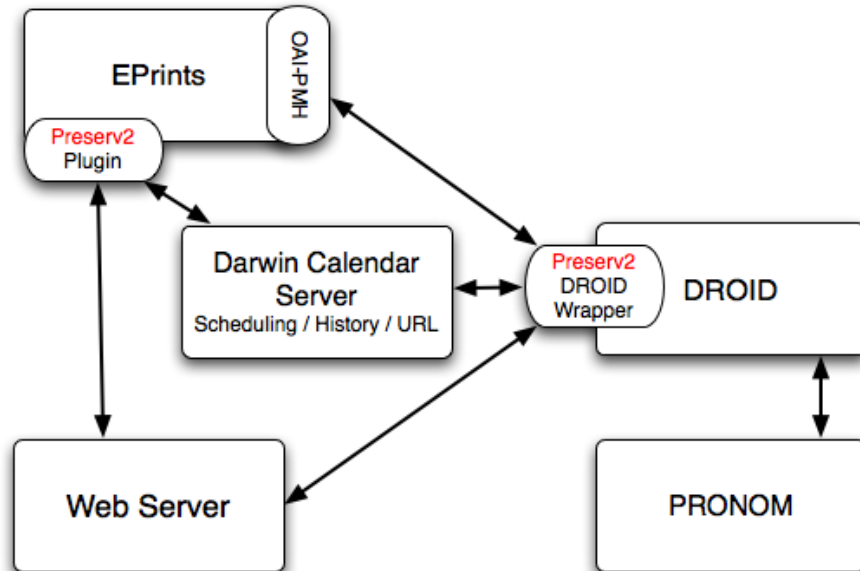 EPrints
OAI-PMH
Preserv2
Plugin
Darwin Calendar
Server
Scheduling / History / URL
Preserv2
DROID
Wrapper
DROID
Web Server
PRONOM